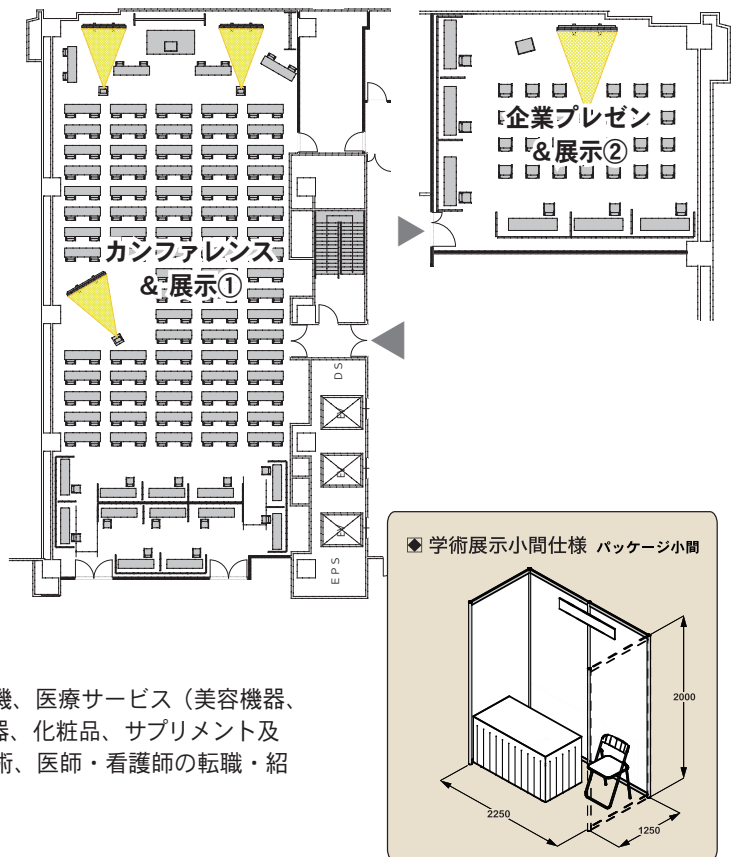 カンファレンス
& 展示①
企業プレゼン
&展示②
DS
EV
EV
EV
EPS
◆ 学術展示小間仕様 パッケージ小間
2000
2250
1250
機、医療サービス（美容機器、
器、化粧品、サプリメント及
術、医師・看護師の転職・紹